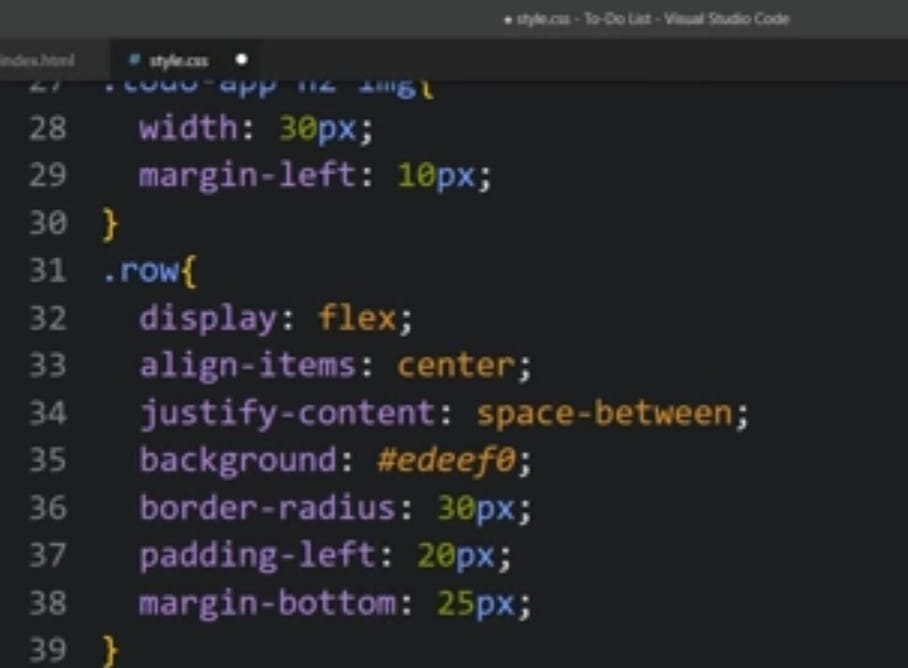 • style.css - To-Do List - Visual Studio Code
index.html # style.css
27 .todo-app h2 img{
28 width: 30px;
29 margin-left: 10px;
30 }
31 .row{
32 display: flex;
33 align-items: center;
34 justify-content: space-between;
35 background: #edeef0;
36 border-radius: 30px;
37 padding-left: 20px;
38 margin-bottom: 25px;
39 }